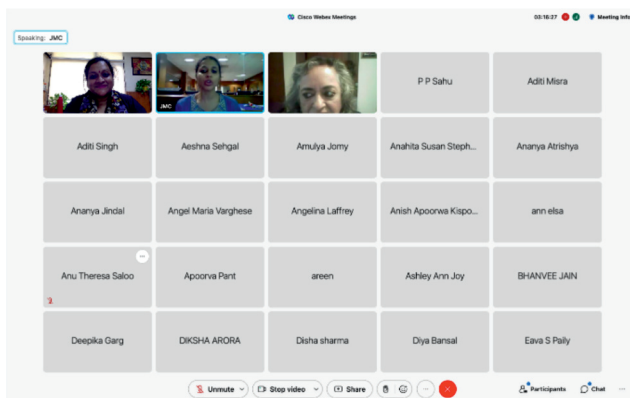 Cisco Webex Meetings
03:18:27
Meeting Info
Speaking: JMC
JMC
P P Sahu
Aditi Misra
Aditi Singh
Aeshna Sehgal
Amulya Jomy
Anahita Susan Steph...
Ananya Atrishya
Ananya Jindal
Angel Maria Varghese
Angelina Laffrey
Anish Apoorwa Kispo...
ann elsa
Anu Theresa Saloo
Apoorva Pant
areen
Ashley Ann Joy
BHANVEE JAIN
Deepika Garg
DIKSHA ARORA
Disha sharma
Diya Bansal
Eava S Paily
Unmute
Stop video
Share
Participants
Chat